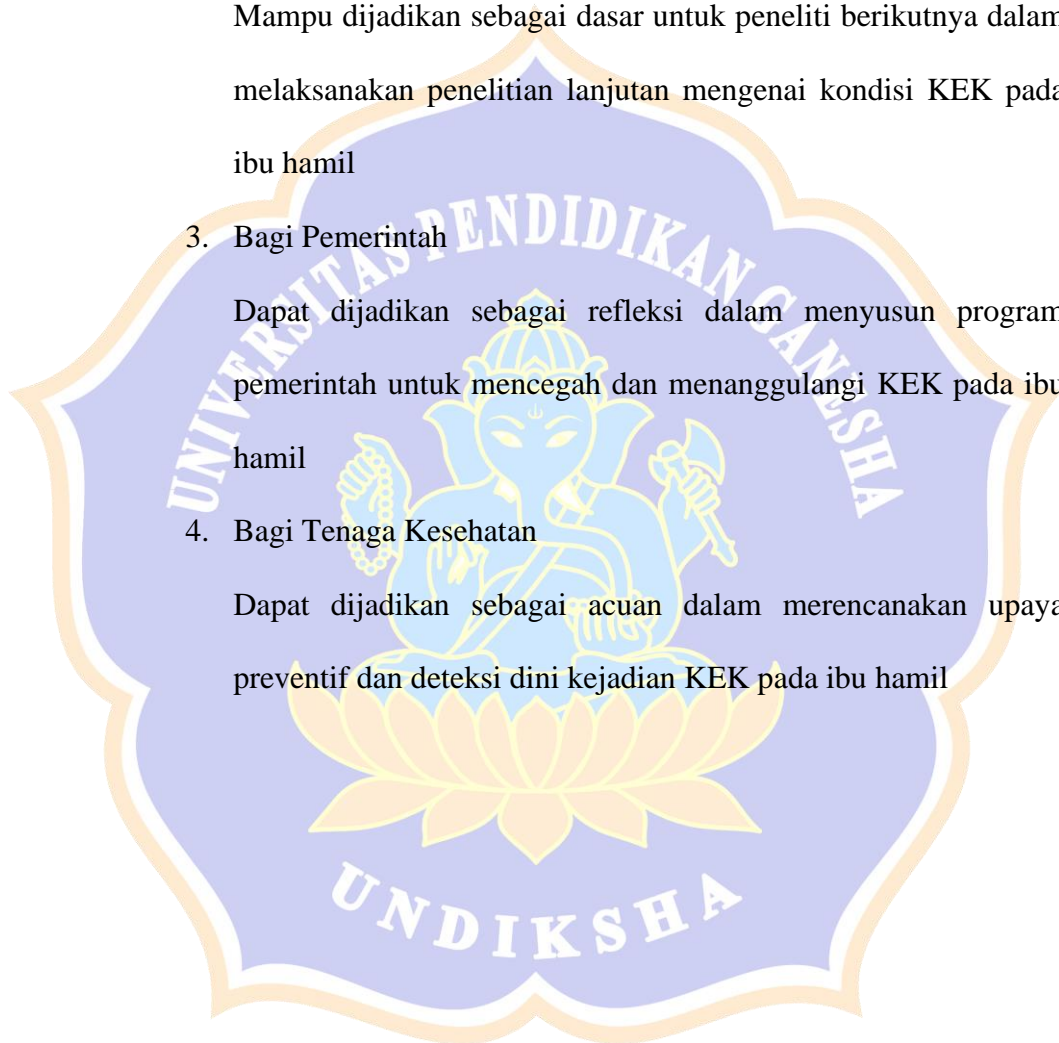 Mampu dijadikan sebagai dasar untuk peneliti berikutnya dalam
melaksanakan penelitian lanjutan mengenai kondisi KEK pada
ibu hamil
3. Bagi Pemerintah
Dapat dijadikan sebagai refleksi dalam menyusun program
pemerintah untuk mencegah dan menanggulangi KEK pada ibu
hamil
4. Bagi Tenaga Kesehatan
Dapat dijadikan sebagai acuan dalam merencanakan upaya
preventif dan deteksi dini kejadian KEK pada ibu hamil
UNIVERSITAS PENDIDIKAN GANESHA
UNDIKSHA